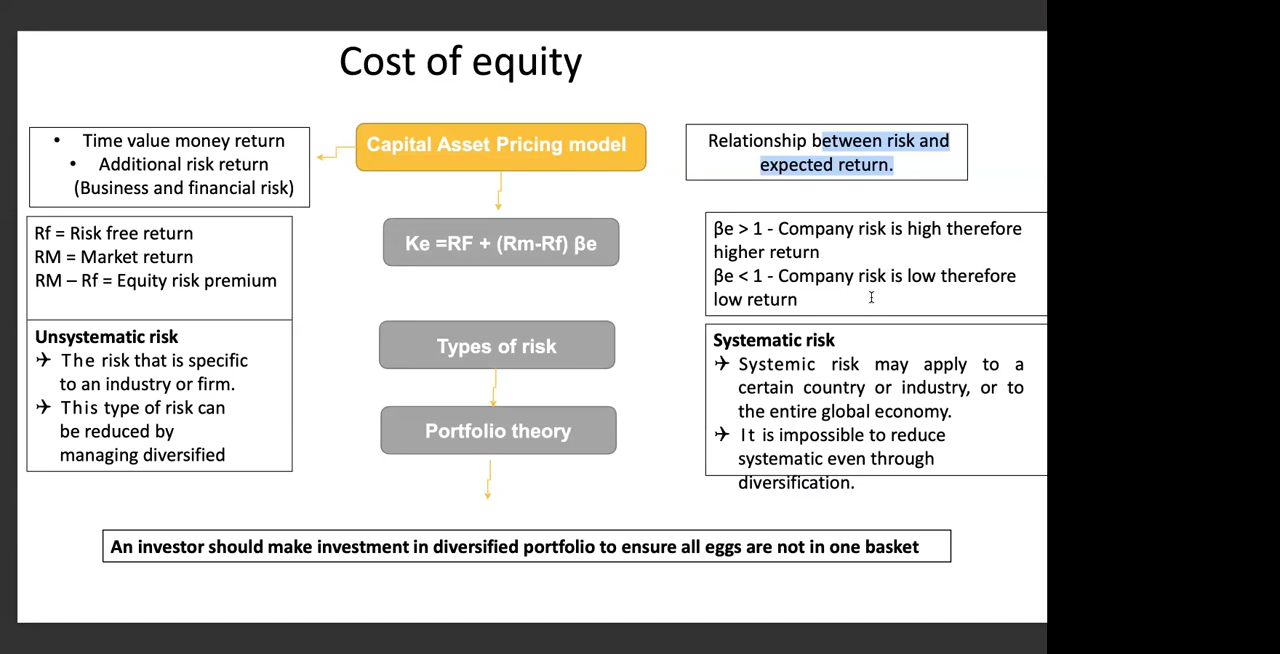 Cost of equity
• Time value money return
• Additional risk return
(Business and financial risk)
Capital Asset Pricing model
Relationship between risk and
expected return.
Rf = Risk free return
RM = Market return
RM – Rf = Equity risk premium
Ke =RF + (Rm-Rf) βe
βe > 1 - Company risk is high therefore
higher return
βe < 1 - Company risk is low therefore
low return
Unsystematic risk
✈ The risk that is specific
to an industry or firm.
✈ This type of risk can
be reduced by
managing diversified
Types of risk
Portfolio theory
Systematic risk
✈ Systemic risk may apply to a
certain country or industry, or to
the entire global economy.
✈ It is impossible to reduce
systematic even through
diversification.
An investor should make investment in diversified portfolio to ensure all eggs are not in one basket